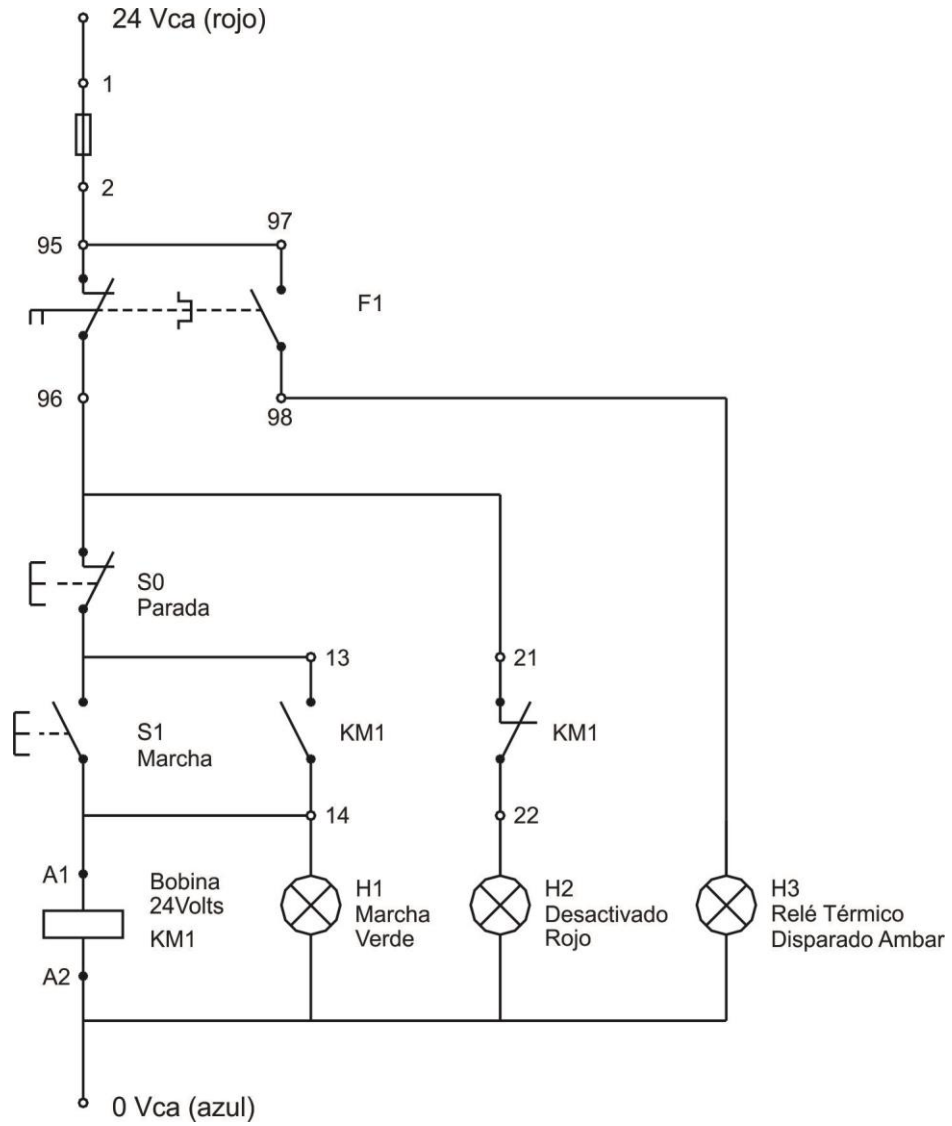 24 Vca (rojo)
1
2
95
97
F1
96
98
S0
Parada
13
21
S1
Marcha
KM1
KM1
14
22
A1
Bobina
24Volts
KM1
H1
Marcha
Verde
H2
Desactivado
Rojo
H3
Relé Térmico
Disparado Ambar
A2
0 Vca (azul)